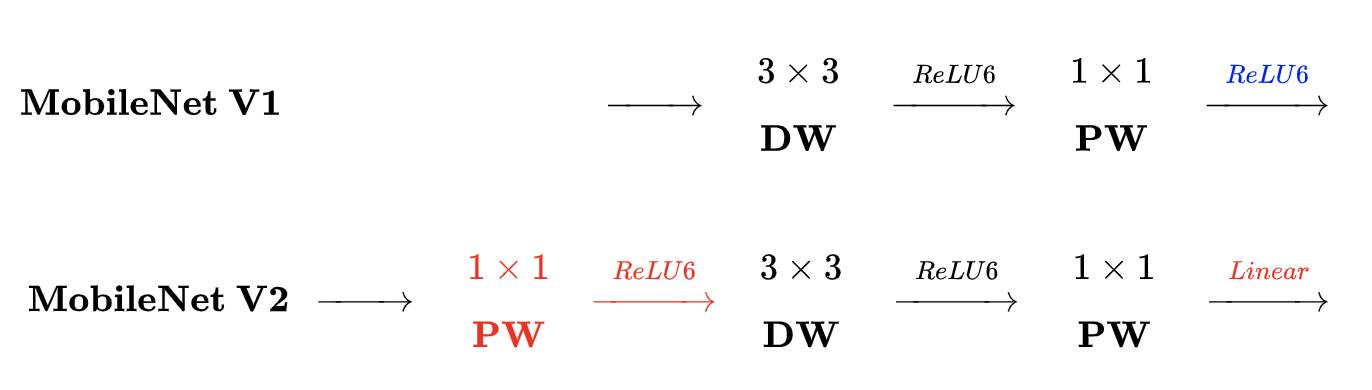 3 × 3 ReLU6 1 × 1 ReLU6
MobileNet V1
DW PW
1 × 1 ReLU6 3 × 3 ReLU6 1 × 1 Linear
MobileNet V2
PW DW PW